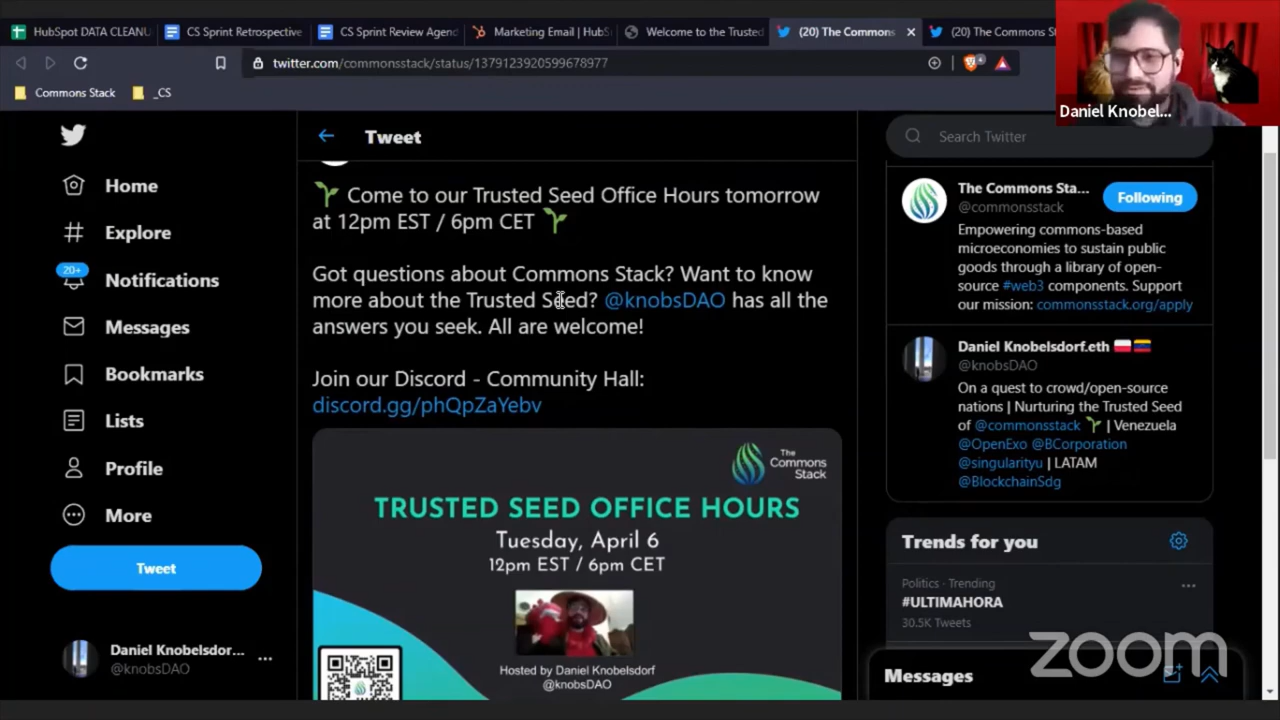 HubSpot DATA CLEANU
CS Sprint Retrospective
CS Sprint Review Agend
Marketing Email | HubS
Welcome to the Trusted
(20) The Commons
(20) The Commons St
twitter.com/commonsstack/status/1379123920599678977
Commons Stack
_CS
Daniel Knobel...
Home
Explore
20+
Notifications
Messages
Bookmarks
Lists
Profile
More
Tweet
Daniel Knobelsdor...
@knobsDAO
Tweet
Come to our Trusted Seed Office Hours tomorrow
at 12pm EST / 6pm CET
Got questions about Commons Stack? Want to know
more about the Trusted Seed? @knobsDAO has all the
answers you seek. All are welcome!
Join our Discord - Community Hall:
discord.gg/phQpZaYebv
The
Commons
Stack
TRUSTED SEED OFFICE HOURS
Tuesday, April 6
12pm EST / 6pm CET
Hosted by Daniel Knobelsdorf
@knobsDAO
Search Twitter
The Commons Sta...
@commonsstack
Following
Empowering commons-based
microeconomies to sustain public
goods through a library of open-
source #web3 components. Support
our mission: commonsstack.org/apply
Daniel Knobelsdorf.eth
@knobsDAO
On a quest to crowd/open-source
nations | Nurturing the Trusted Seed
of @commonsstack | Venezuela
@OpenExo @BCorporation
@singularityu | LATAM
@BlockchainSdg
Trends for you
Politics · Trending
#ULTIMAHORA
30.5K Tweets
Messages
zoom